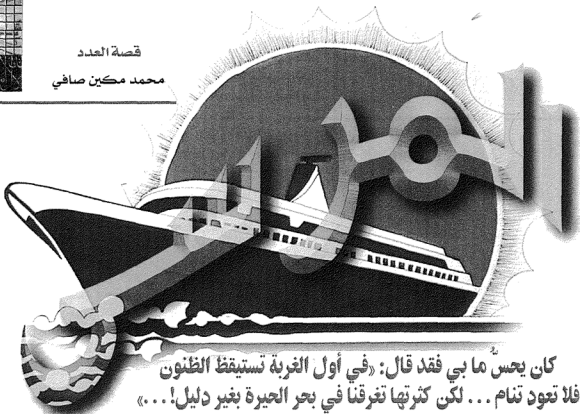 قصة العدد
محمد مكين صافي
المركب
كان يحسّ ما بي فقد قال: «في أول الغربة تستيقظ الظنون
فلا تعود تنام ... لكن كثرتها تغرقنا في بحر الحيرة بغير دليل!...»